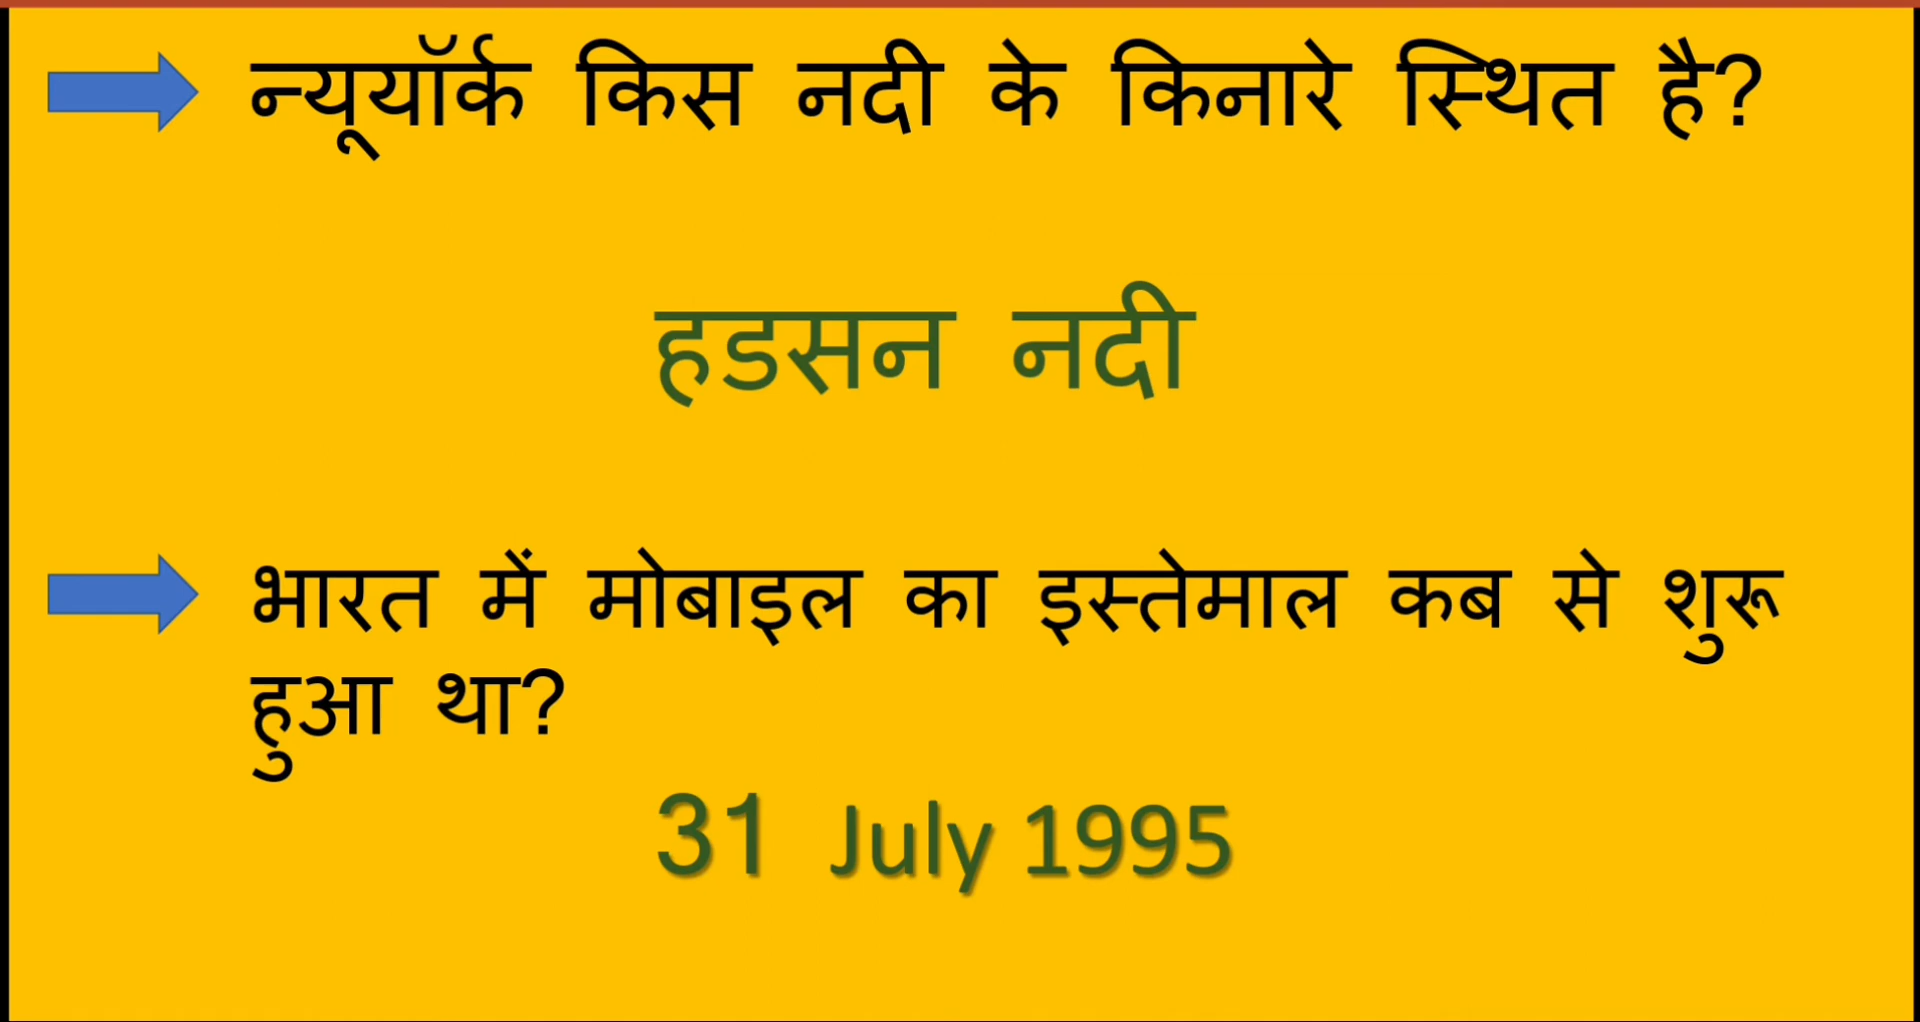 न्यूयॉर्क किस नदी के किनारे स्थित है?
हडसन नदी
भारत में मोबाइल का इस्तेमाल कब से शुरू
हुआ था?
31 July 1995